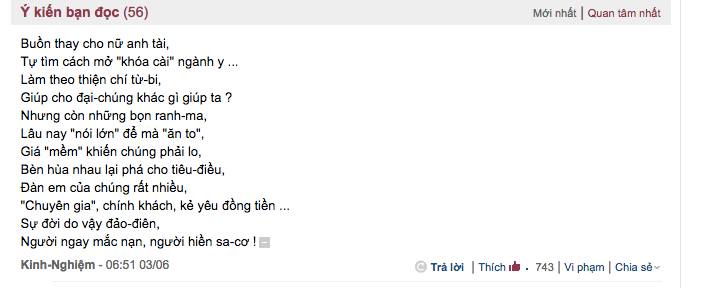 Ý kiến bạn đọc (56)
Mới nhất | Quan tâm nhất
Buồn thay cho nữ anh tài,
Tự tìm cách mở "khóa cài" ngành y ...
Làm theo thiện chí từ-bi,
Giúp cho đại-chúng khác gì giúp ta ?
Nhưng còn những bọn ranh-ma,
Lâu nay "nói lớn" để mà "ăn to",
Giá "mềm" khiến chúng phải lo,
Bèn hùa nhau lại phá cho tiêu-điều,
Đàn em của chúng rất nhiều,
"Chuyên gia", chính khách, kẻ yêu đồng tiền ...
Sự đời do vậy đảo-điên,
Người ngay mắc nạn, người hiền sa-cơ !
Kinh-Nghiệm - 06:51 03/06
Trả lời | Thích . 743 | Vi phạm | Chia sẻ